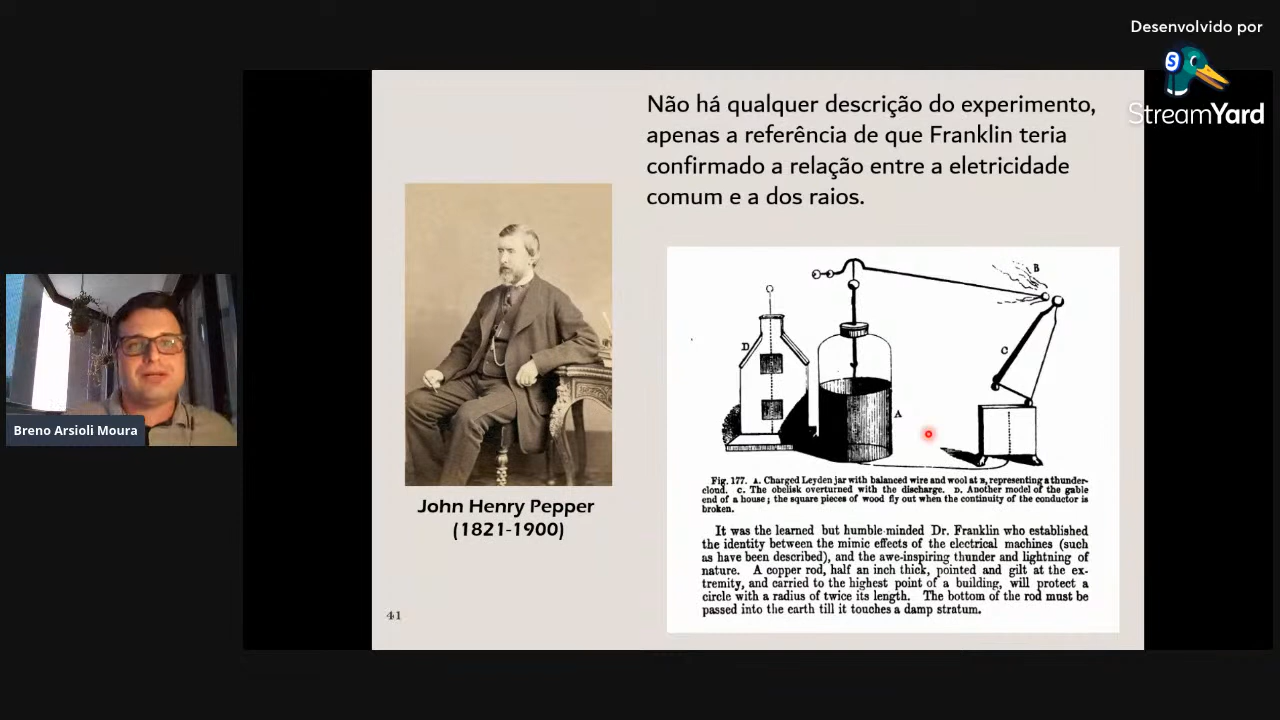 Desenvolvido por
StreamYard
Não há qualquer descrição do experimento,
apenas a referência de que Franklin teria
confirmado a relação entre a eletricidade
comum e a dos raios.
John Henry Pepper
(1821-1900)
B
D
C
A
Fig. 177. A. Charged Leyden jar with balanced wire and wool at B, representing a thunder-
cloud. C. The obelisk overturned with the discharge. D. Another model of the gable
end of a house; the square pieces of wood fly out when the continuity of the conductor is
broken.
It was the learned but humble-minded Dr. Franklin who established
the identity between the mimic effects of the electrical machines (such
as have been described), and the awe-inspiring thunder and lightning of
nature. A copper rod, half an inch thick, pointed and gilt at the ex-
tremity, and carried to the highest point of a building, will protect a
circle with a radius of twice its length. The bottom of the rod must be
passed into the earth till it touches a damp stratum.
41
Breno Arsioli Moura